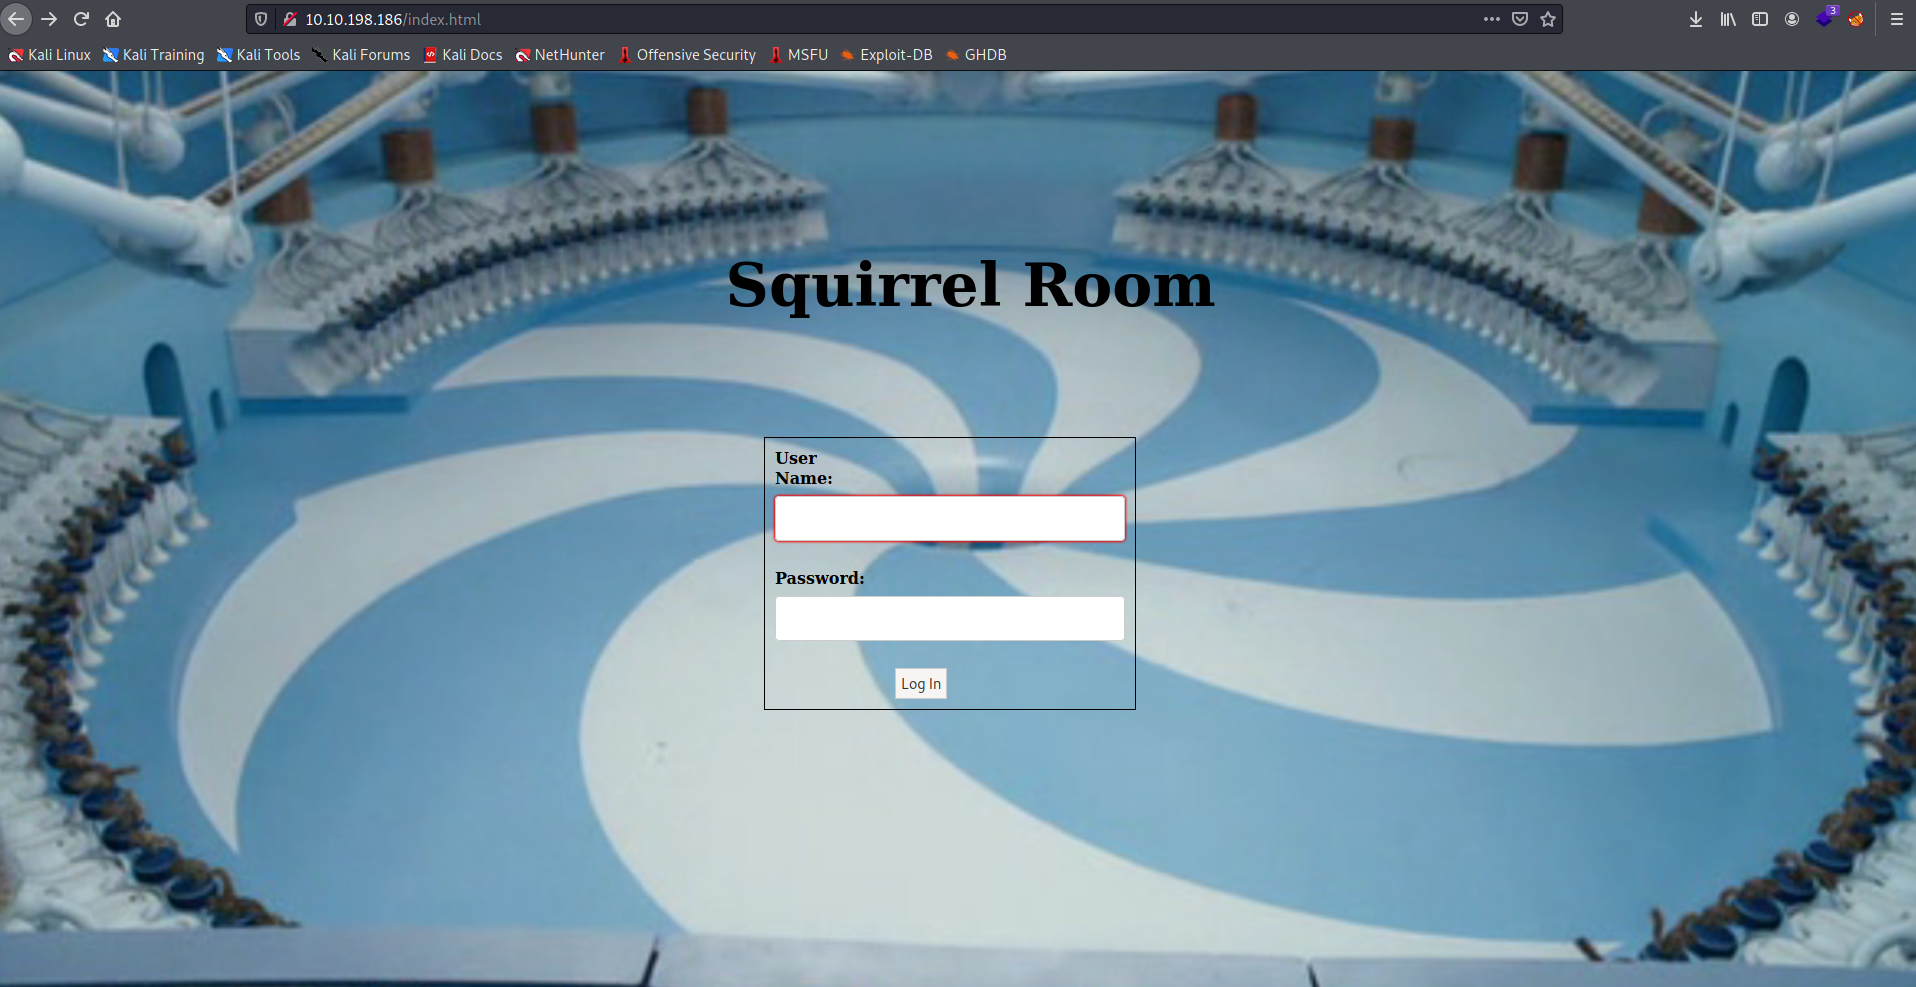 10.10.198.186/index.html
3
Kali Linux Kali Training Kali Tools Kali Forums Kali Docs NetHunter Offensive Security MSFU Exploit-DB GHDB
Squirrel Room
User
Name:
Password:
Log In